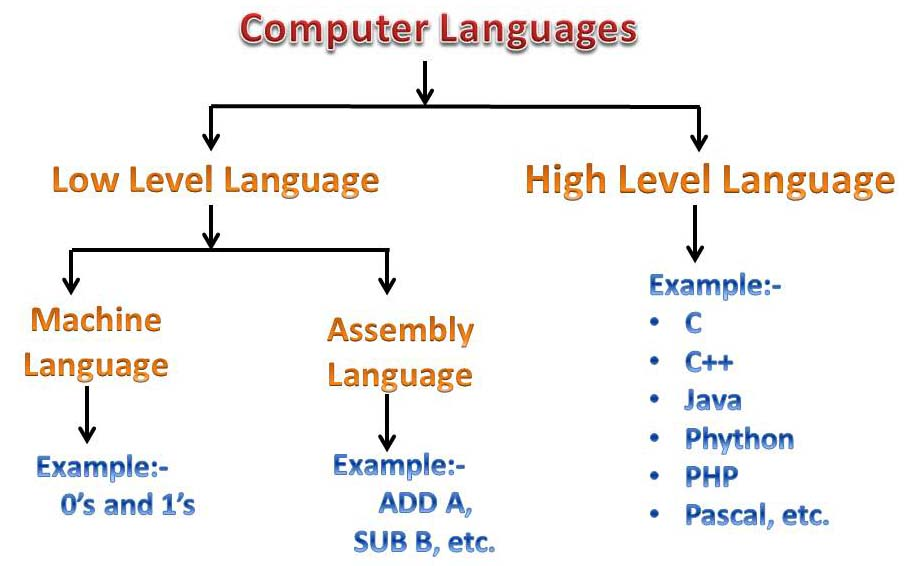 Computer Languages
Low Level Language
High Level Language
Machine
Language
Example:-
0's and 1's
Assembly
Language
Example:-
ADD A,
SUB B, etc.
Example:-
• C
• C++
• Java
• Phython
• PHP
• Pascal, etc.